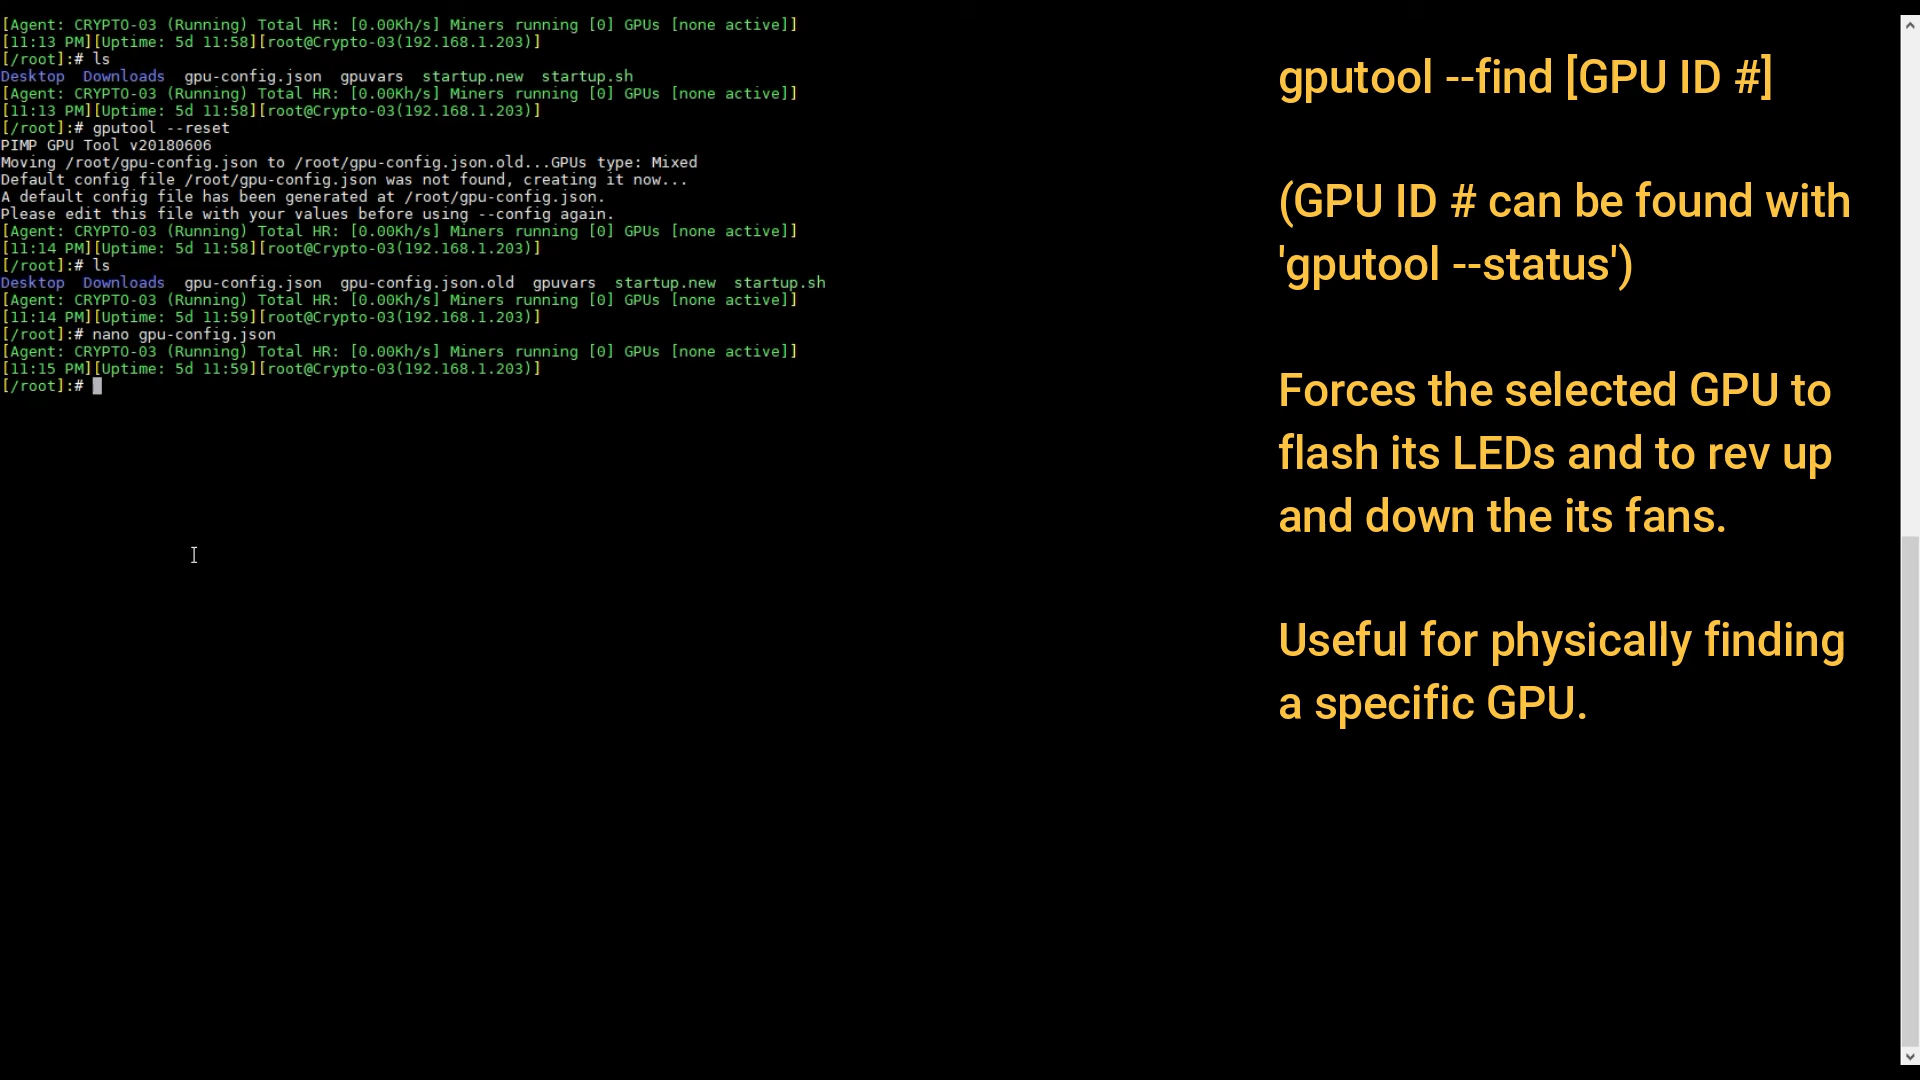 [Agent: CRYPTO-03 (Running) Total HR: [0.00Kh/s] Miners running [0] GPUs [none active]]
[11:13 PM][Uptime: 5d 11:58][root@Crypto-03(192.168.1.203)]
[/root]:# ls
Desktop  Downloads  gpu-config.json  gpuvars  startup.new  startup.sh
[Agent: CRYPTO-03 (Running) Total HR: [0.00Kh/s] Miners running [0] GPUs [none active]]
[11:13 PM][Uptime: 5d 11:58][root@Crypto-03(192.168.1.203)]
[/root]:# gputool --reset
PIMP GPU Tool v20180606
Moving /root/gpu-config.json to /root/gpu-config.json.old...GPUs type: Mixed
Default config file /root/gpu-config.json was not found, creating it now...
A default config file has been generated at /root/gpu-config.json.
Please edit this file with your values before using --config again.
[Agent: CRYPTO-03 (Running) Total HR: [0.00Kh/s] Miners running [0] GPUs [none active]]
[11:14 PM][Uptime: 5d 11:58][root@Crypto-03(192.168.1.203)]
[/root]:# ls
Desktop  Downloads  gpu-config.json  gpu-config.json.old  gpuvars  startup.new  startup.sh
[Agent: CRYPTO-03 (Running) Total HR: [0.00Kh/s] Miners running [0] GPUs [none active]]
[11:14 PM][Uptime: 5d 11:59][root@Crypto-03(192.168.1.203)]
[/root]:# nano gpu-config.json
[Agent: CRYPTO-03 (Running) Total HR: [0.00Kh/s] Miners running [0] GPUs [none active]]
[11:15 PM][Uptime: 5d 11:59][root@Crypto-03(192.168.1.203)]
[/root]:#
gputool --find [GPU ID #]
(GPU ID # can be found with
'gputool --status')
Forces the selected GPU to
flash its LEDs and to rev up
and down the its fans.
Useful for physically finding
a specific GPU.